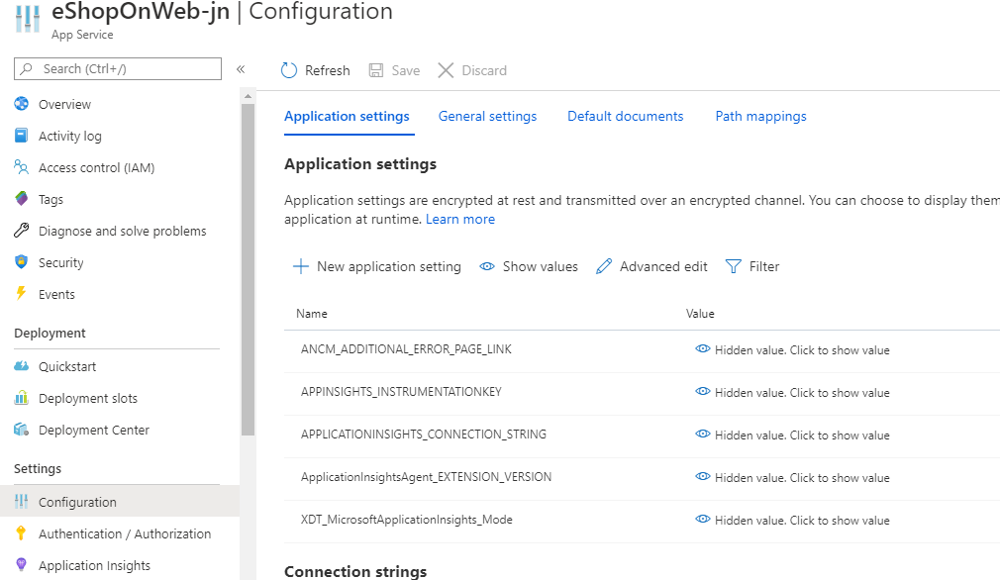 eShopOnWeb-jn | Configuration
App Service
Search (Ctrl+/)
«
Refresh
Save
Discard
Overview
Activity log
Access control (IAM)
Tags
Diagnose and solve problems
Security
Events
Deployment
Quickstart
Deployment slots
Deployment Center
Settings
Configuration
Authentication / Authorization
Application Insights
Application settings
General settings
Default documents
Path mappings
Application settings
Application settings are encrypted at rest and transmitted over an encrypted channel. You can choose to display them
application at runtime. Learn more
New application setting
Show values
Advanced edit
Filter
Name Value
ANCM_ADDITIONAL_ERROR_PAGE_LINK Hidden value. Click to show value
APPINSIGHTS_INSTRUMENTATIONKEY Hidden value. Click to show value
APPLICATIONINSIGHTS_CONNECTION_STRING Hidden value. Click to show value
ApplicationInsightsAgent_EXTENSION_VERSION Hidden value. Click to show value
XDT_MicrosoftApplicationInsights_Mode Hidden value. Click to show value
Connection strings